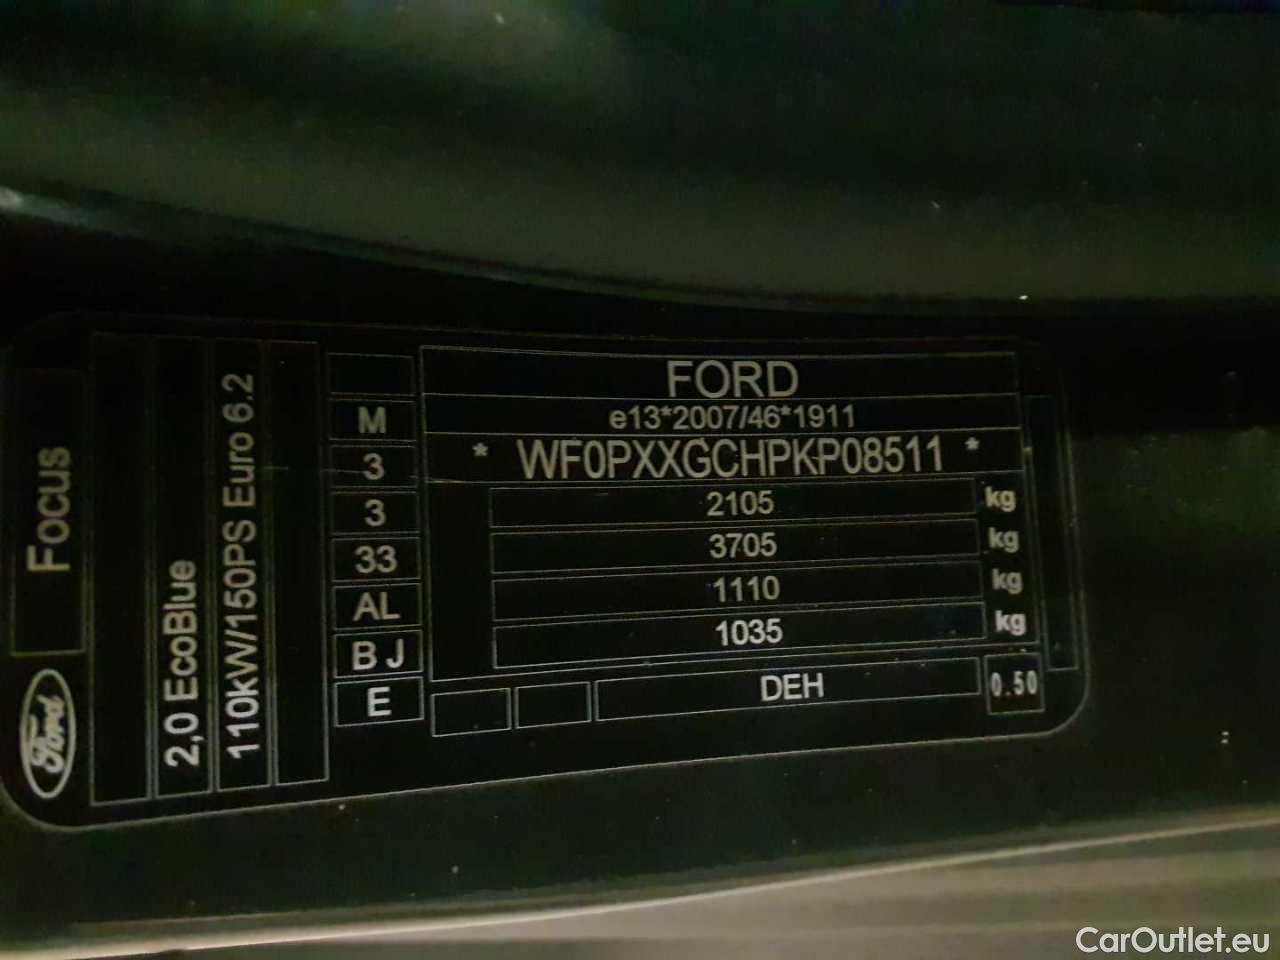 FORD
e13*2007/46*1911
* WF0PXXGCHPKP08511 *
2105 kg
3705 kg
1110 kg
1035 kg
DEH
0.50
M
3
3
33
AL
B J
E
110kW/150PS Euro 6.2
2,0 EcoBlue
Focus
Ford
CarOutlet.eu